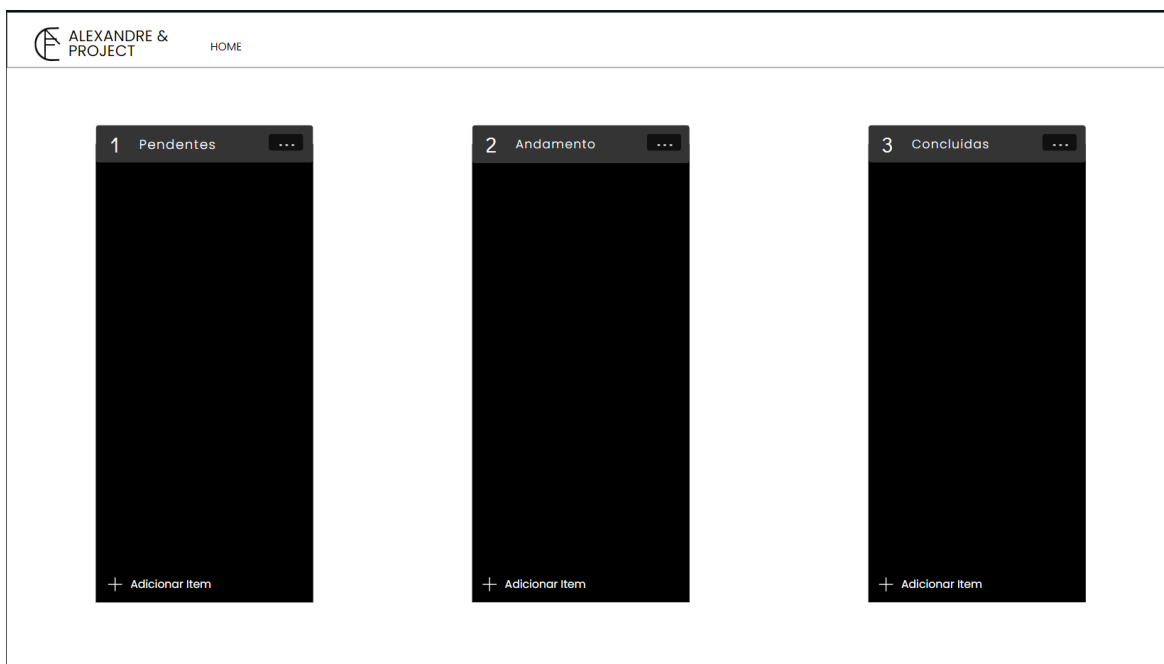 ALEXANDRE &
PROJECT
HOME
1 Pendentes ...
2 Andamento ...
3 Concluidas ...
+ Adicionar Item
+ Adicionar Item
+ Adicionar Item